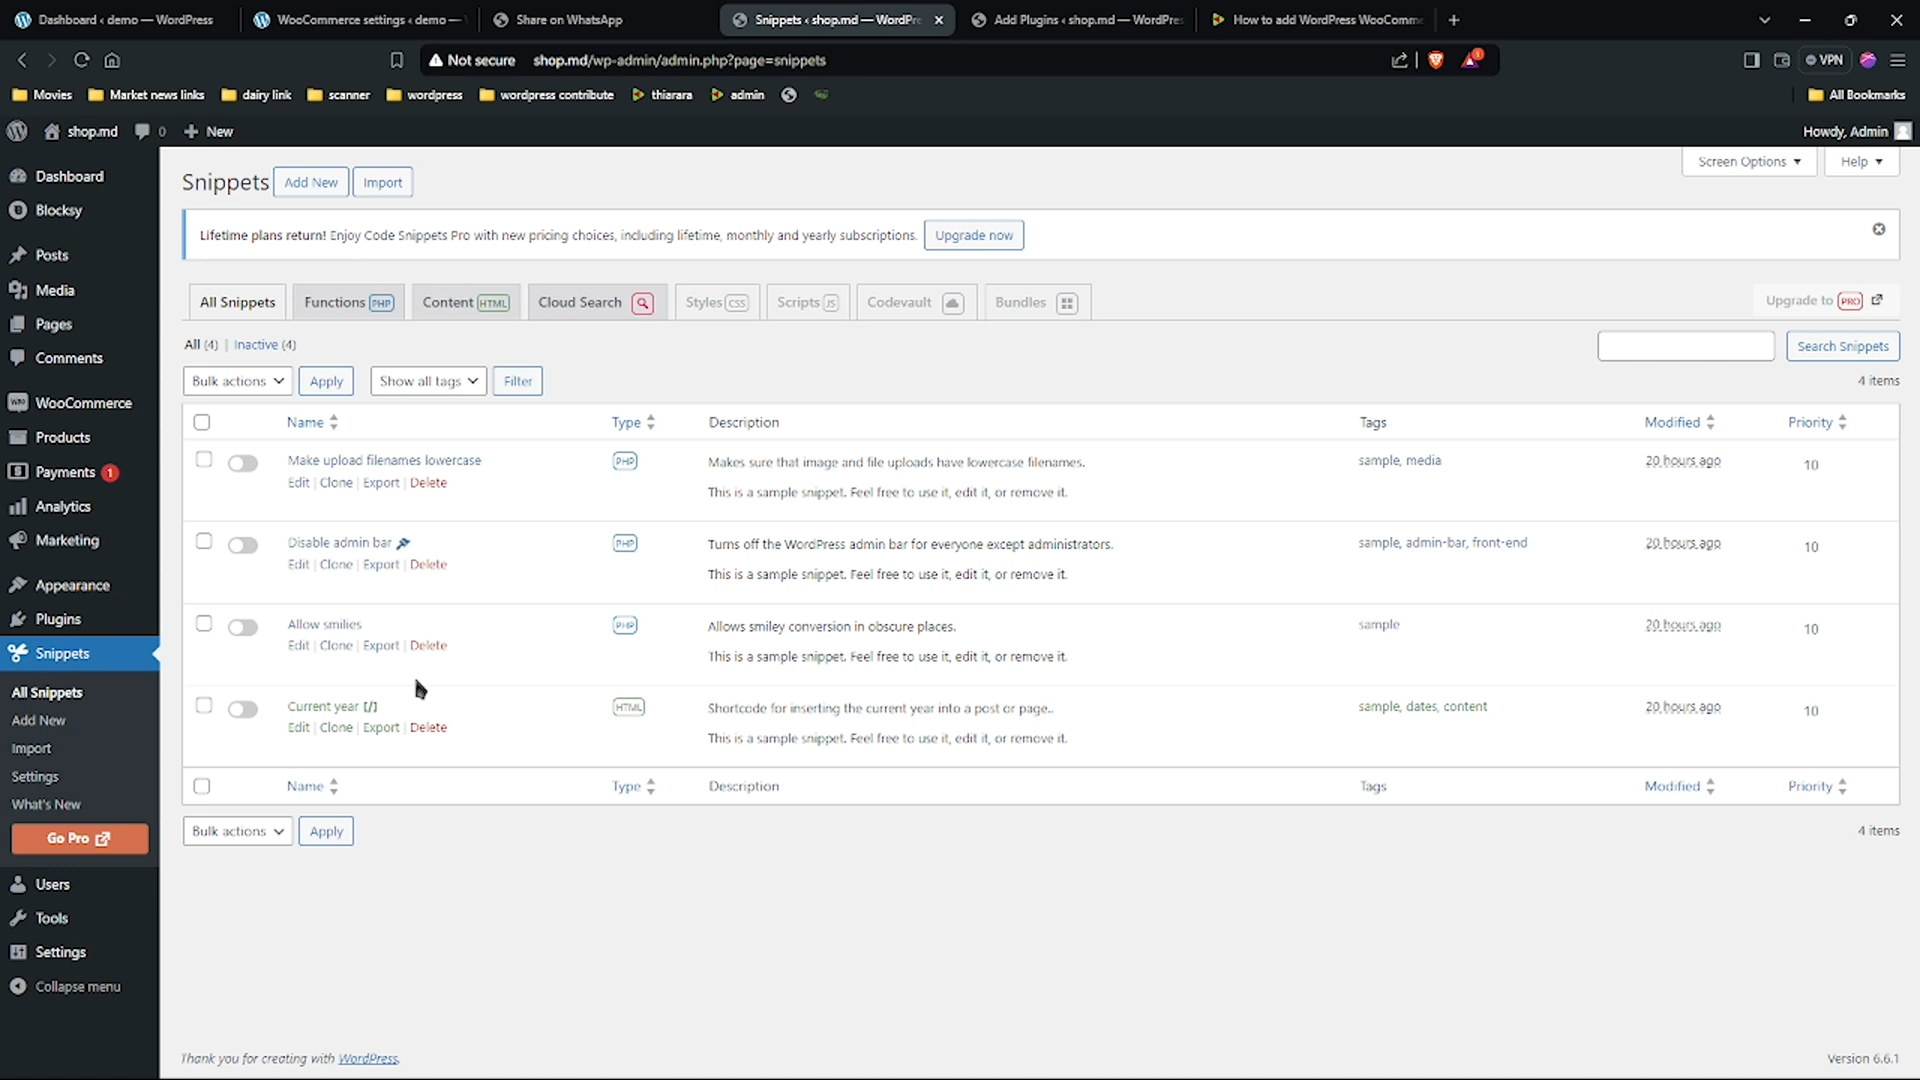 Dashboard ‹ demo — WordPress
WooCommerce settings ‹ demo —
Share on WhatsApp
Snippets ‹ shop.md — WordPre
Add Plugins ‹ shop.md — WordPres
How to add WordPress WooComme
Not secure shop.md/wp-admin/admin.php?page=snippets
1
VPN
Movies
Market news links
dairy link
scanner
wordpress
wordpress contribute
thiarara
admin
All Bookmarks
shop.md
0
New
Howdy, Admin
Dashboard
Blocksy
Posts
Media
Pages
Comments
WooCommerce
Products
Payments 1
Analytics
Marketing
Appearance
Plugins
Snippets
All Snippets
Add New
Import
Settings
What's New
Go Pro
Users
Tools
Settings
Collapse menu
Screen Options
Help
Snippets
Add New
Import
Lifetime plans return! Enjoy Code Snippets Pro with new pricing choices, including lifetime, monthly and yearly subscriptions.
Upgrade now
All Snippets
Functions PHP
Content HTML
Cloud Search
Styles CSS
Scripts JS
Codevault
Bundles
Upgrade to PRO
All (4) | Inactive (4)
Search Snippets
Bulk actions
Apply
Show all tags
Filter
4 items
Name Type Description Tags Modified Priority
Make upload filenames lowercase PHP Makes sure that image and file uploads have lowercase filenames. sample, media 20 hours ago 10
Edit | Clone | Export | Delete
This is a sample snippet. Feel free to use it, edit it, or remove it.
Disable admin bar PHP Turns off the WordPress admin bar for everyone except administrators. sample, admin-bar, front-end 20 hours ago 10
Edit | Clone | Export | Delete
This is a sample snippet. Feel free to use it, edit it, or remove it.
Allow smilies PHP Allows smiley conversion in obscure places. sample 20 hours ago 10
Edit | Clone | Export | Delete
This is a sample snippet. Feel free to use it, edit it, or remove it.
Current year [/] HTML Shortcode for inserting the current year into a post or page.. sample, dates, content 20 hours ago 10
Edit | Clone | Export | Delete
This is a sample snippet. Feel free to use it, edit it, or remove it.
Name Type Description Tags Modified Priority
Bulk actions
Apply
4 items
Thank you for creating with WordPress.
Version 6.6.1